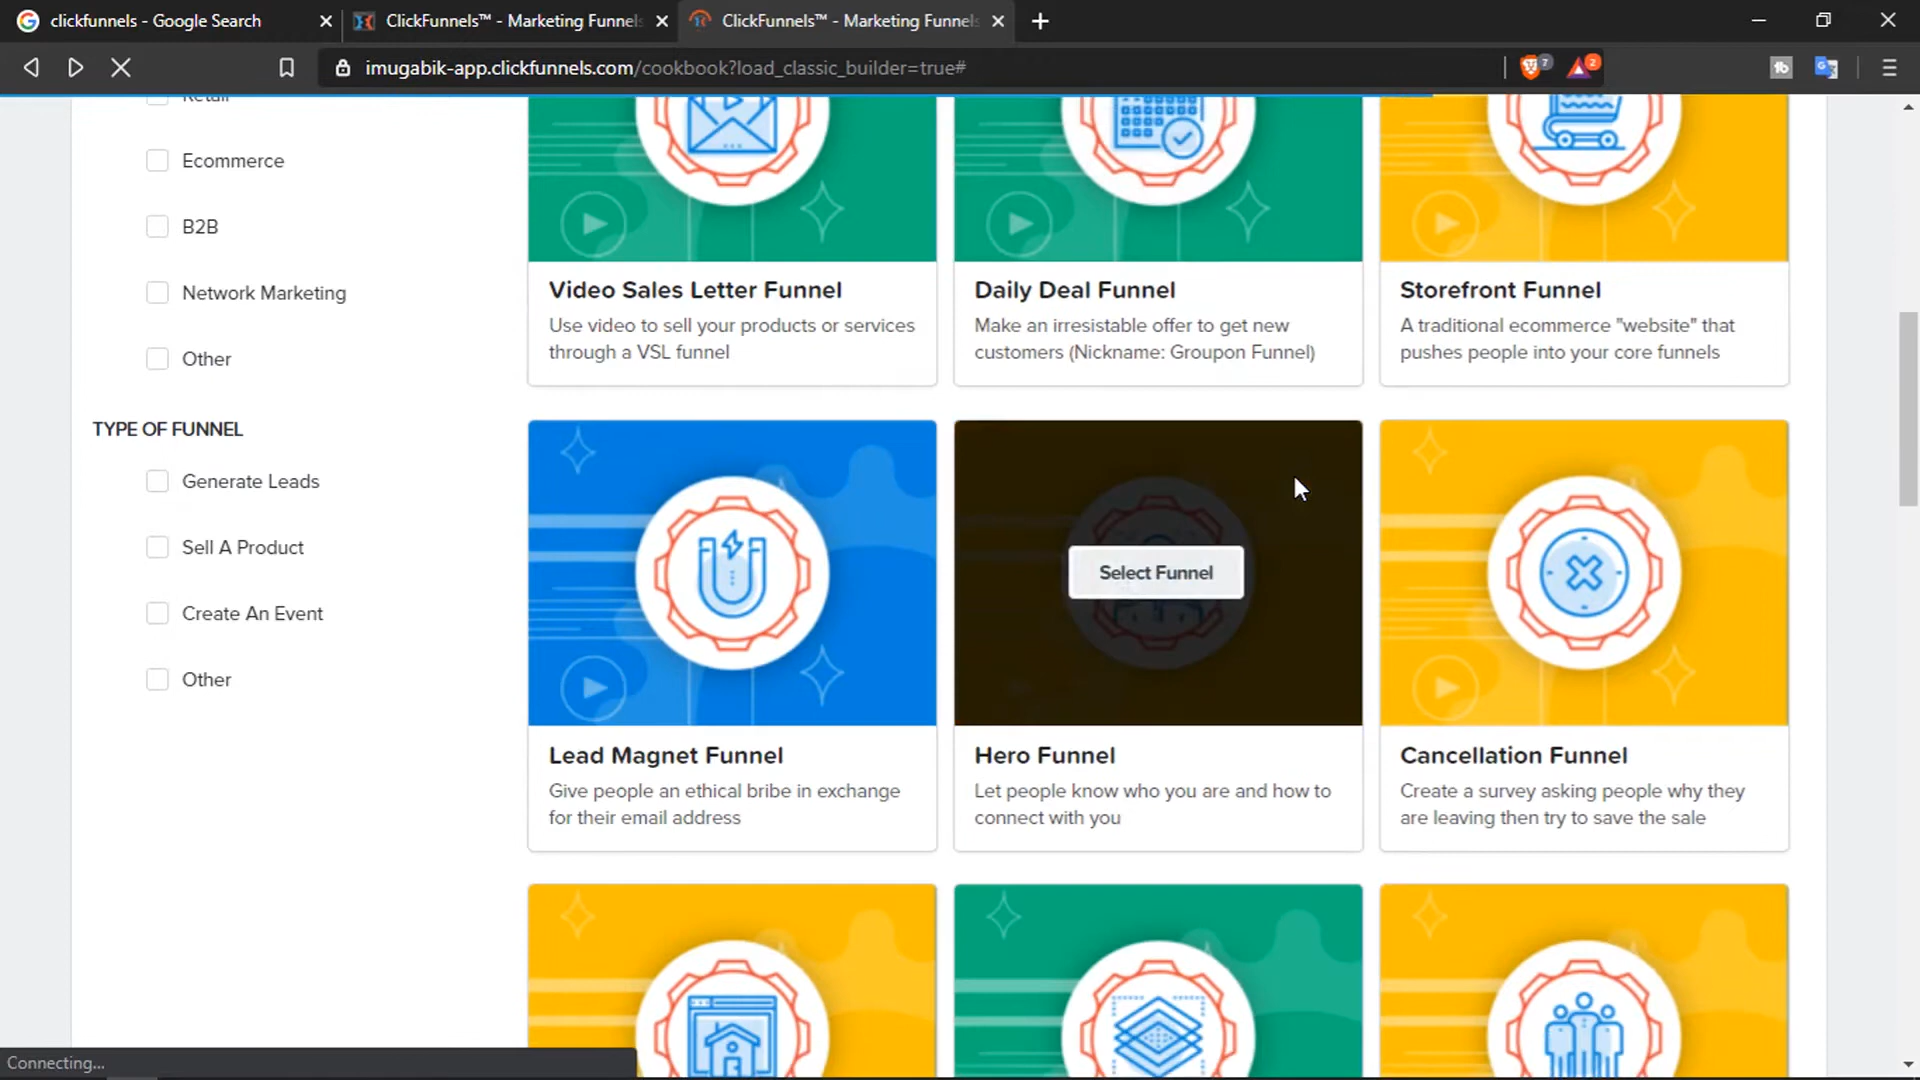 clickfunnels - Google Search
ClickFunnels™ - Marketing Funnels
ClickFunnels™ - Marketing Funnels
imugabik-app.clickfunnels.com/cookbook?load_classic_builder=true#
7
2
Retail
Ecommerce
B2B
Network Marketing
Other
TYPE OF FUNNEL
Generate Leads
Sell A Product
Create An Event
Other
Video Sales Letter Funnel
Use video to sell your products or services
through a VSL funnel
Daily Deal Funnel
Make an irresistable offer to get new
customers (Nickname: Groupon Funnel)
Storefront Funnel
A traditional ecommerce "website" that
pushes people into your core funnels
Lead Magnet Funnel
Give people an ethical bribe in exchange
for their email address
Select Funnel
Hero Funnel
Let people know who you are and how to
connect with you
Cancellation Funnel
Create a survey asking people why they
are leaving then try to save the sale
Connecting...